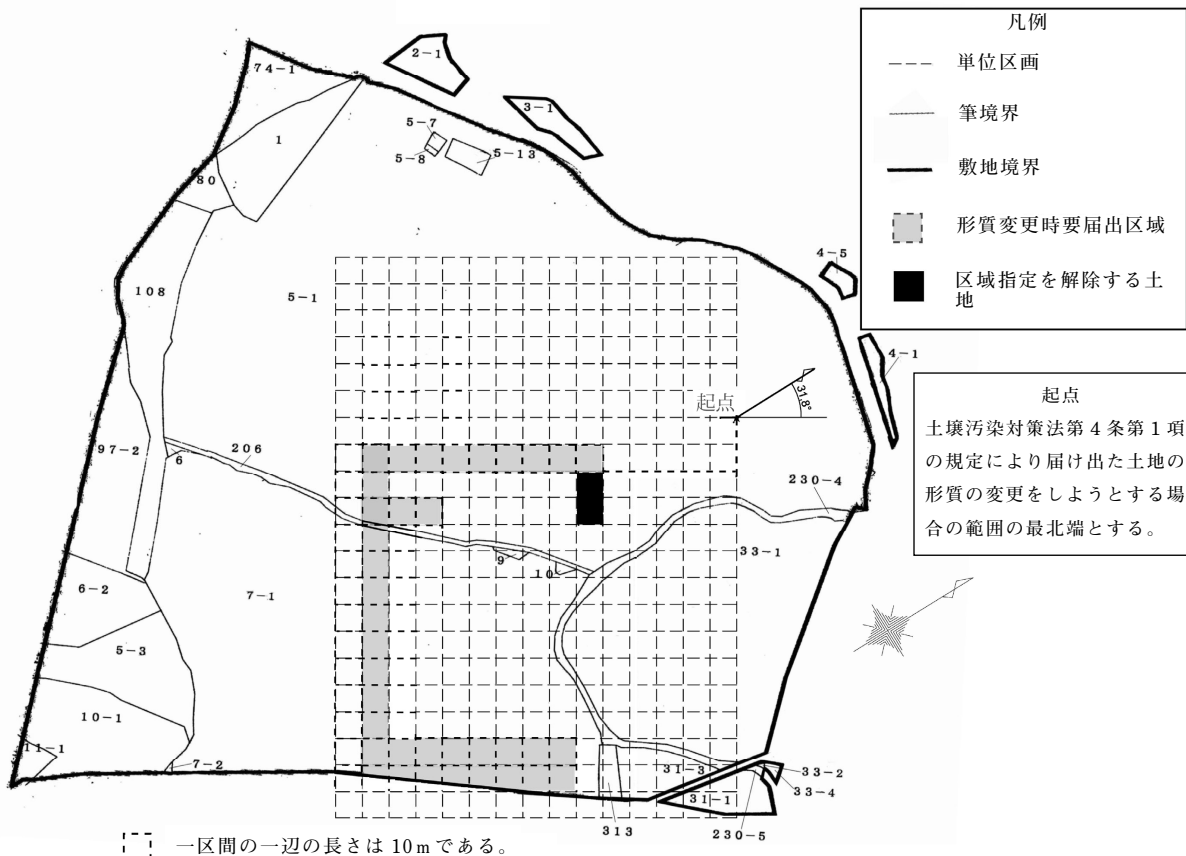 凡例
単位区画
筆境界
敷地境界
形質変更時要届出区域
区域指定を解除する土
地
2-1
74-1
3-1
5-7
1
5-13
5-8
80
4-5
108
5-1
4-1
31.8°
起点
起点
土壌汚染対策法第4条第1項
の規定により届け出た土地の
形質の変更をしようとする場
合の範囲の最北端とする。
97-2
6
206
230-4
33-1
9
10
6-2
7-1
5-3
10-1
11-1
7-2
31-3
33-2
33-4
31-1
313
230-5
一区間の一辺の長さは10mである。